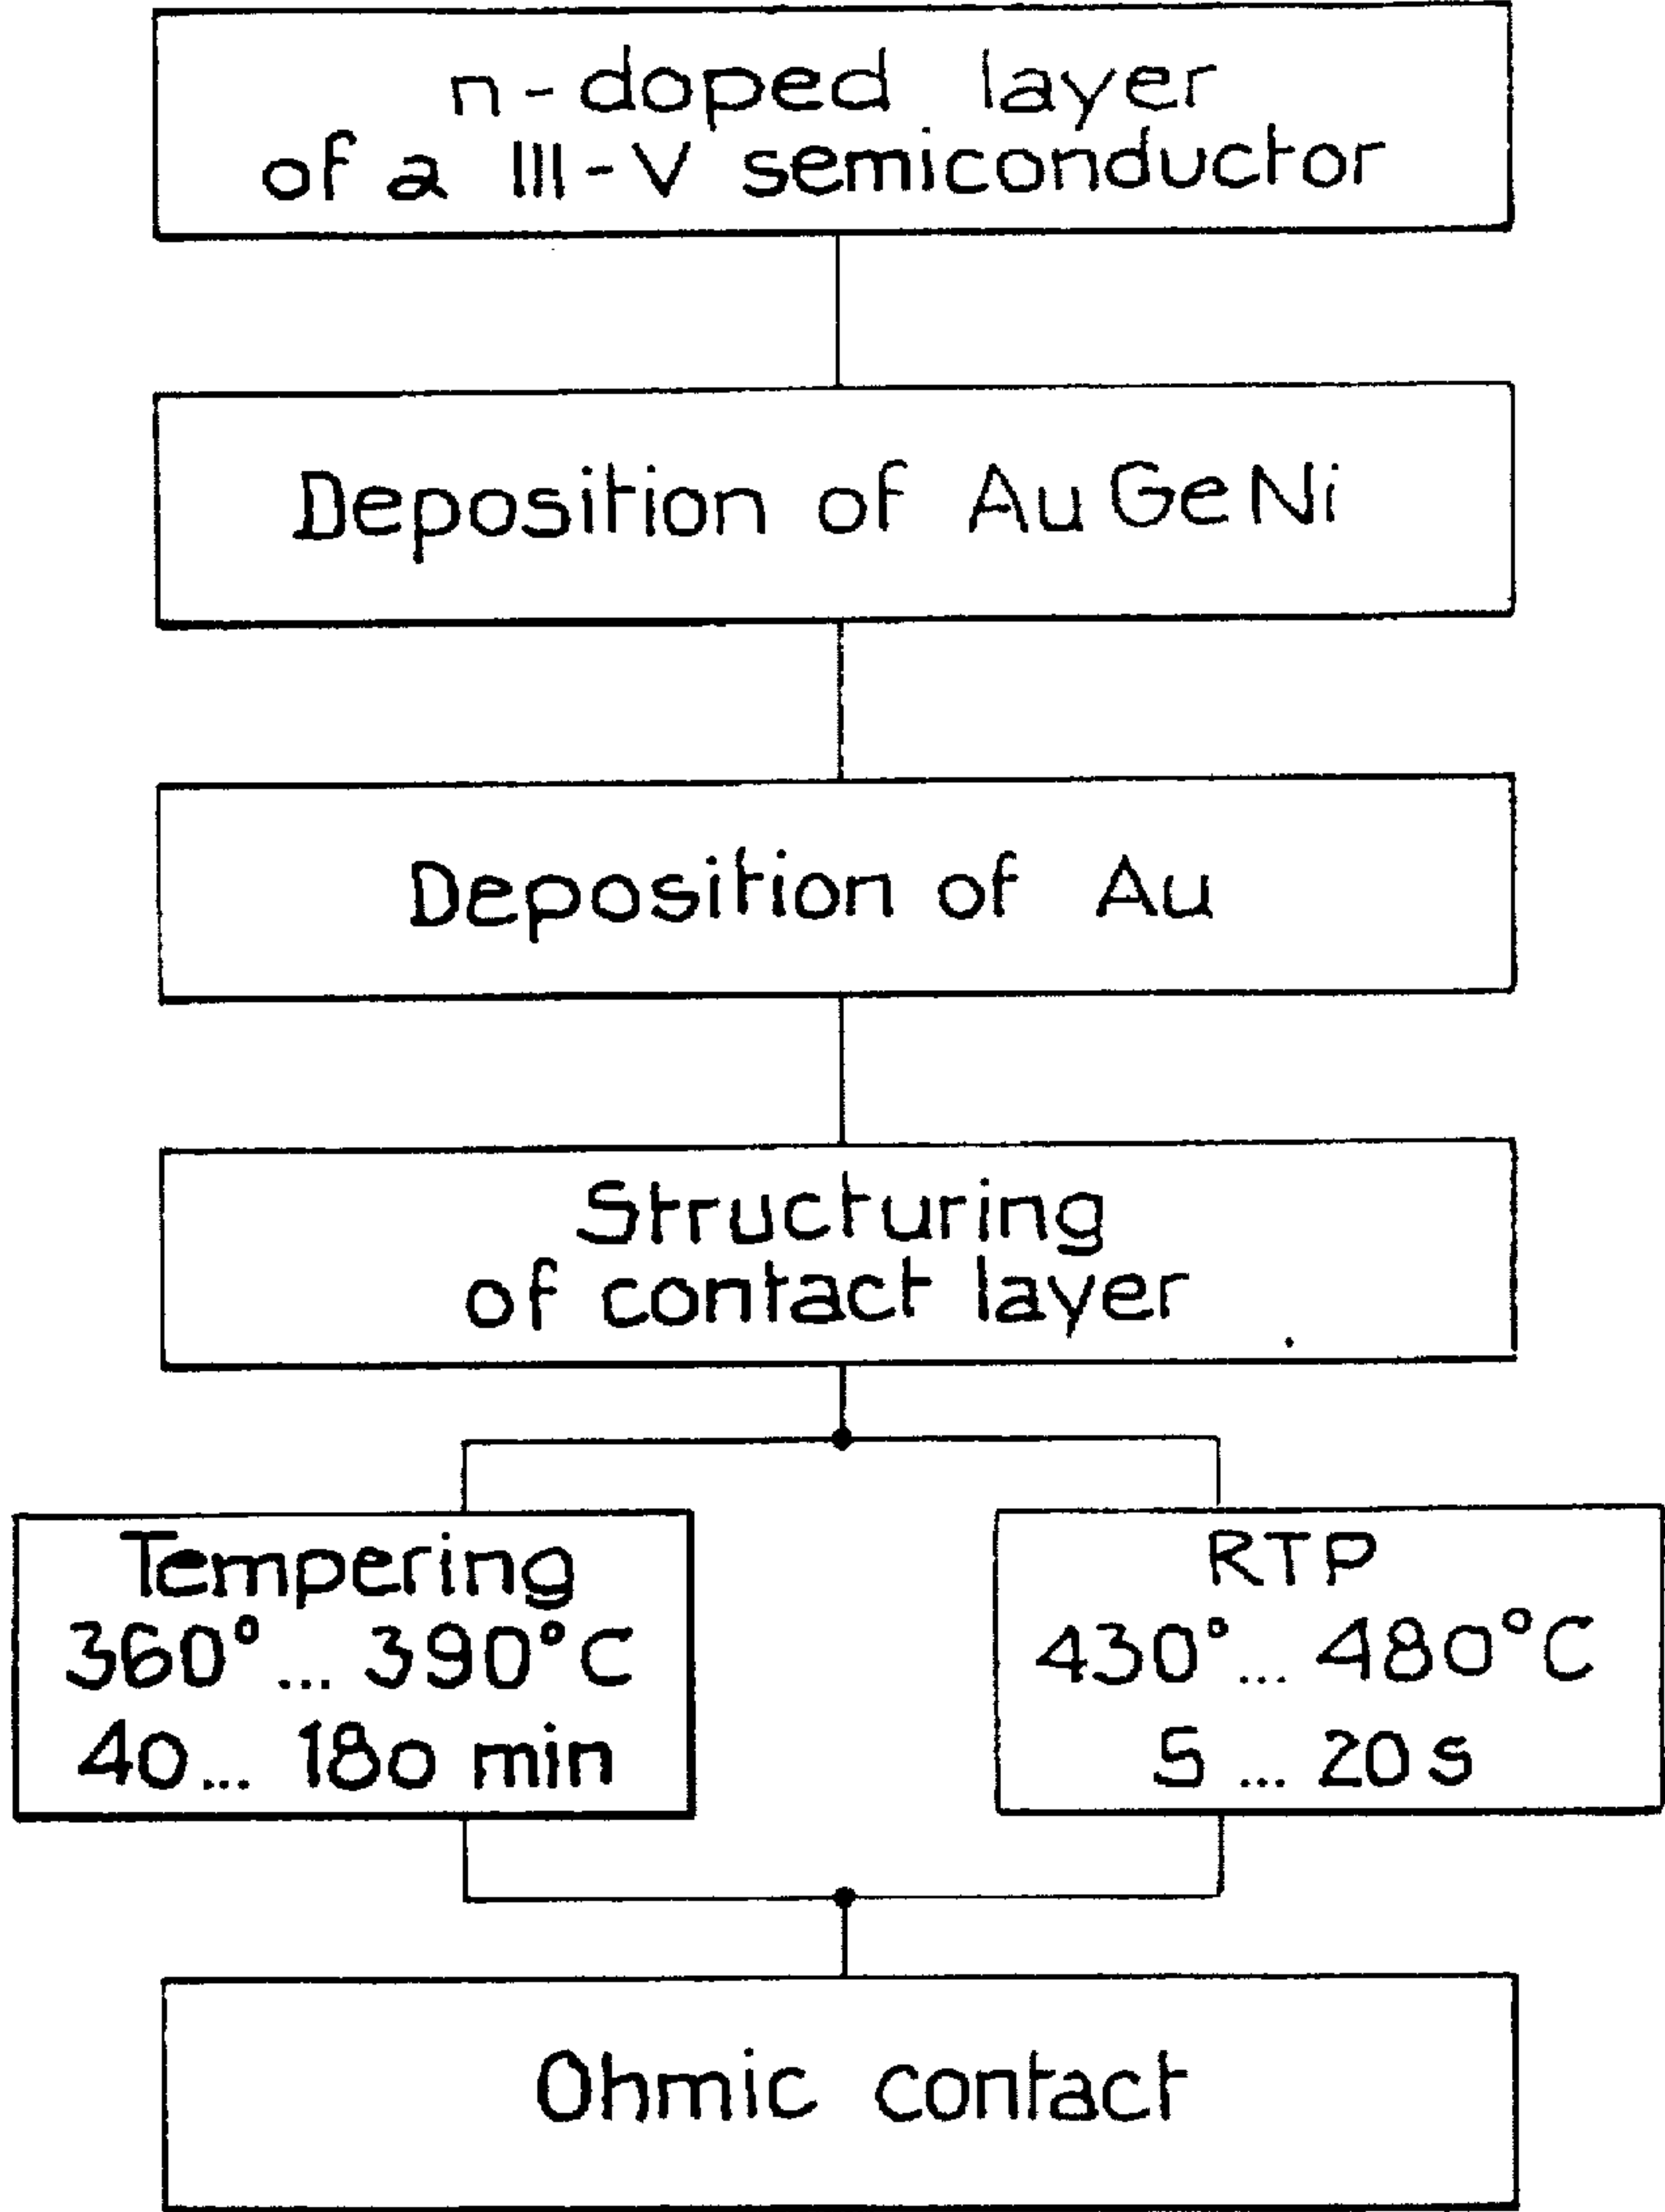 n-doped layer
of a III-V semiconductor
Deposition of AuGeNi
Deposition of Au
Structuring
of contact layer
Tempering
360°... 390°C
40... 180 min
RTP
430°... 480°C
5 ... 20s
Ohmic contact